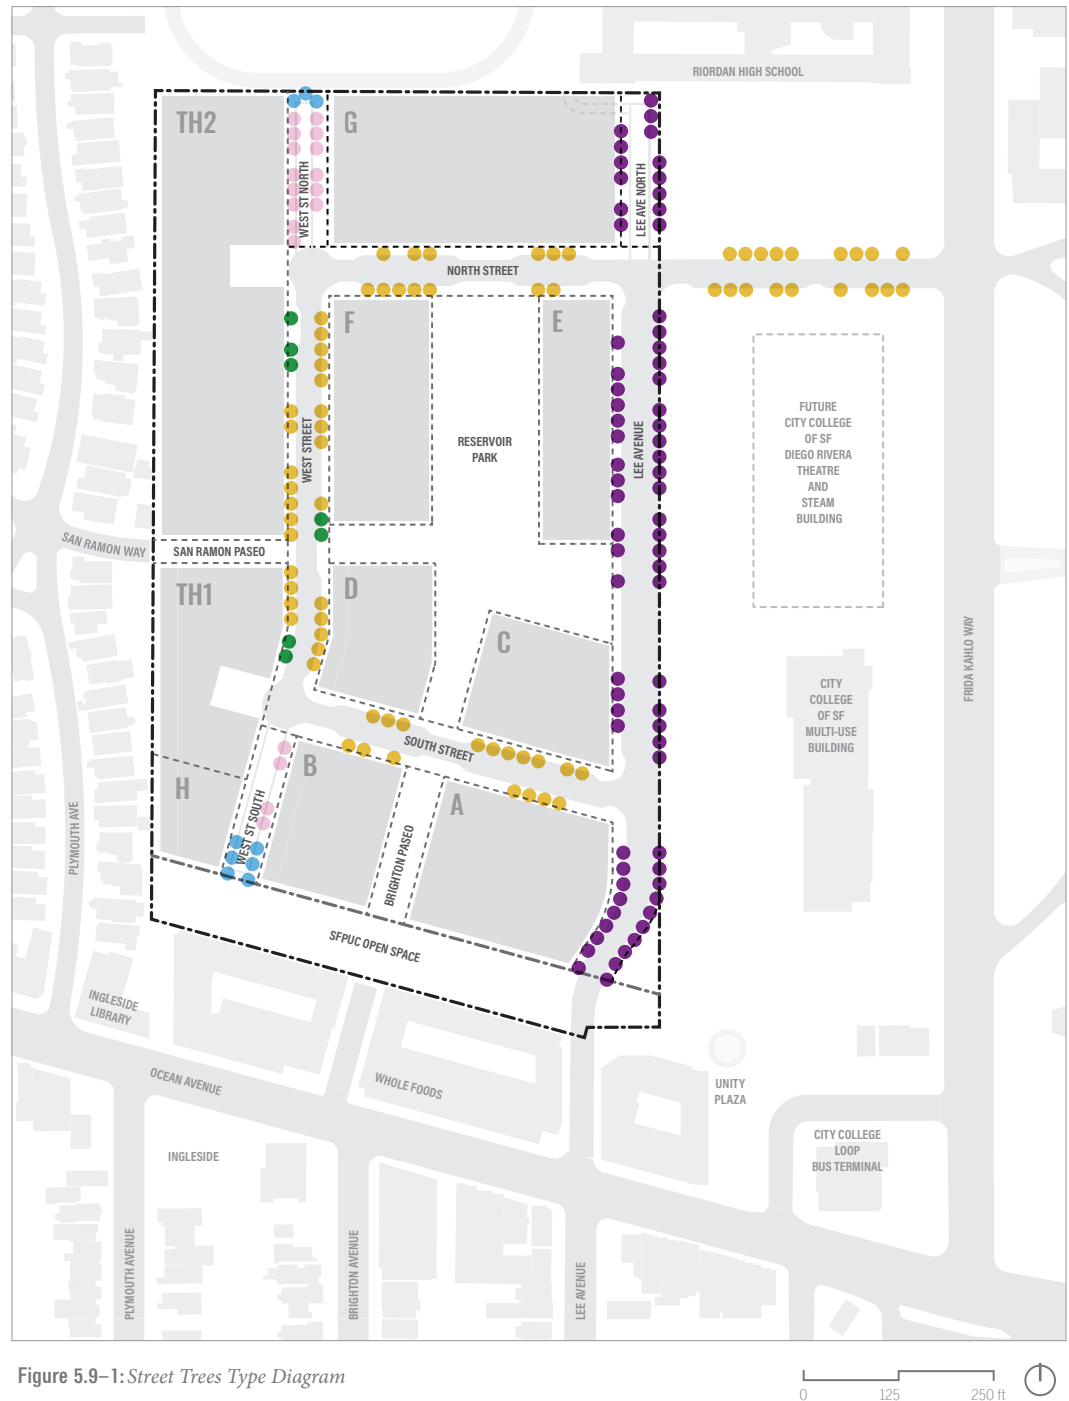 RIORDAN HIGH SCHOOL
TH2
G
WEST ST NORTH
LEE AVE NORTH
NORTH STREET
F
E
WEST STREET
RESERVOIR
PARK
LEE AVENUE
FUTURE
CITY COLLEGE
OF SF
DIEGO RIVERA
THEATRE
AND
STEAM
BUILDING
SAN RAMON WAY
SAN RAMON PASEO
TH1
D
C
FRIDA KAHLO WAY
CITY
COLLEGE
OF SF
MULTI-USE
BUILDING
SOUTH STREET
B
H
A
PLYMOUTH AVE
WEST ST SOUTH
BRIGHTON PASEO
SFPUC OPEN SPACE
INGLESIDE
LIBRARY
OCEAN AVENUE
WHOLE FOODS
UNITY
PLAZA
CITY COLLEGE
LOOP
BUS TERMINAL
INGLESIDE
PLYMOUTH AVENUE
BRIGHTON AVENUE
LEE AVENUE
Figure 5.9–1: Street Trees Type Diagram
0 125 250 ft